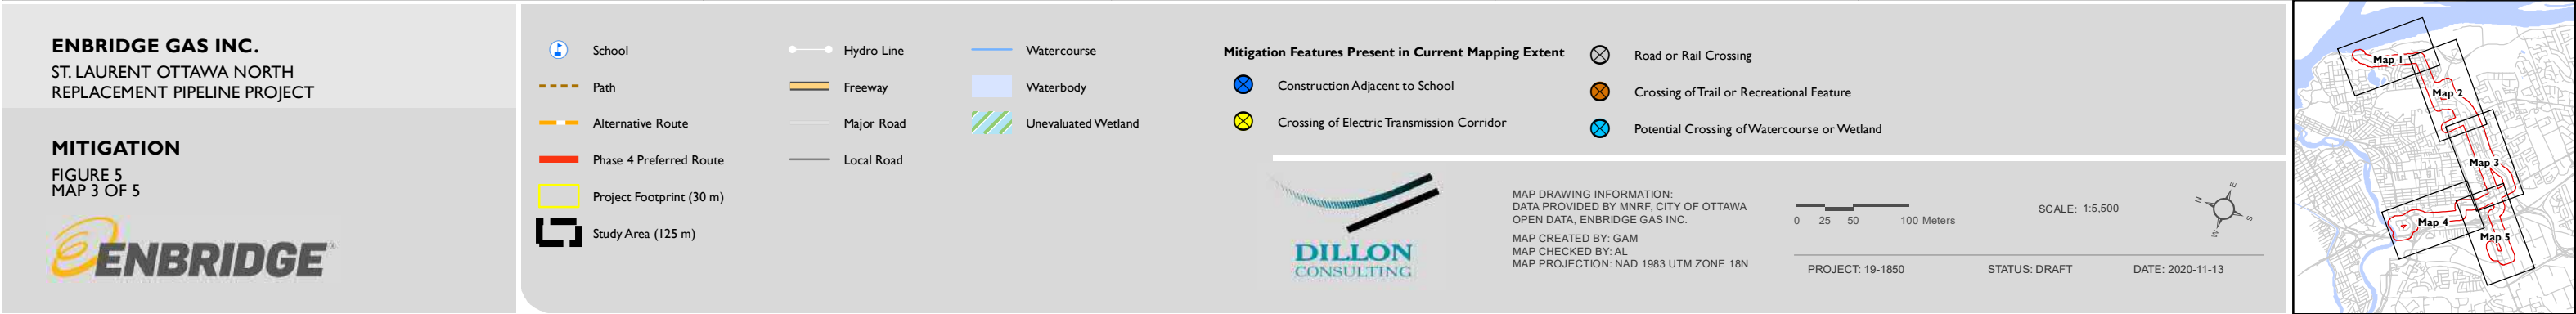 ENBRIDGE GAS INC.
ST. LAURENT OTTAWA NORTH
REPLACEMENT PIPELINE PROJECT
MITIGATION
FIGURE 5
MAP 3 OF 5
ENBRIDGE
School
Path
Alternative Route
Phase 4 Preferred Route
Project Footprint (30 m)
Study Area (125 m)
Hydro Line
Freeway
Major Road
Local Road
Watercourse
Waterbody
Unevaluated Wetland
Mitigation Features Present in Current Mapping Extent
Construction Adjacent to School
Crossing of Electric Transmission Corridor
Road or Rail Crossing
Crossing of Trail or Recreational Feature
Potential Crossing of Watercourse or Wetland
DILLON
CONSULTING
MAP DRAWING INFORMATION:
DATA PROVIDED BY MNRF, CITY OF OTTAWA
OPEN DATA, ENBRIDGE GAS INC.
MAP CREATED BY: GAM
MAP CHECKED BY: AL
MAP PROJECTION: NAD 1983 UTM ZONE 18N
0 25 50 100 Meters
SCALE: 1:5,500
N E S W
PROJECT: 19-1850 STATUS: DRAFT DATE: 2020-11-13
Map 1
Map 2
Map 3
Map 4
Map 5